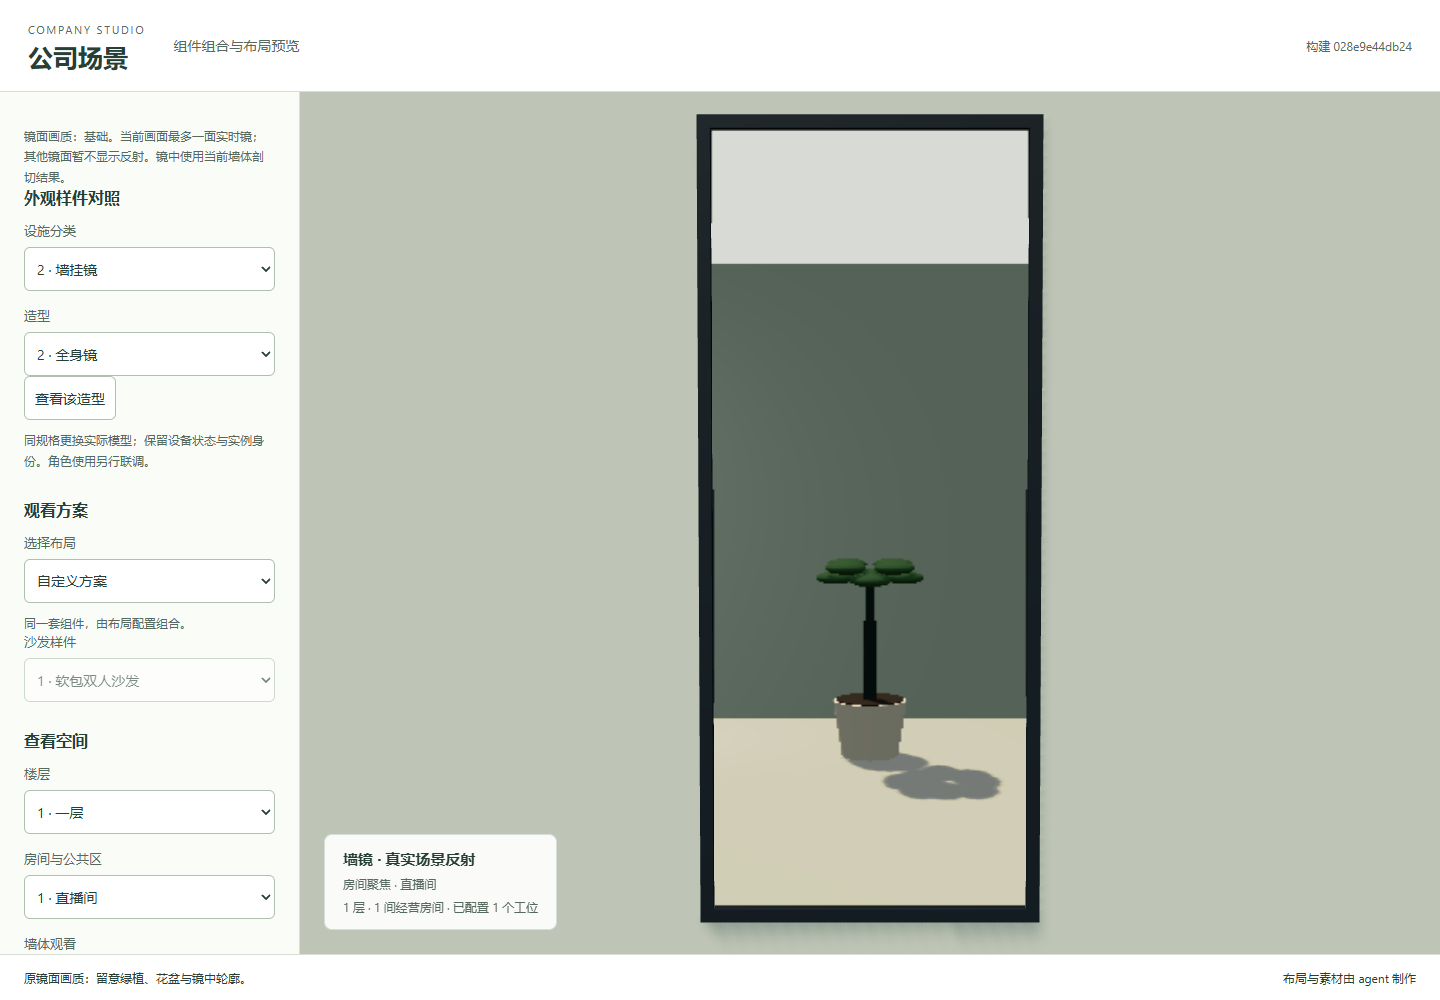 COMPANY STUDIO
公司场景
组件组合与布局预览
构建 028e9e44db24
镜面画质：基础。当前画面最多一面实时镜；
其他镜面暂不显示反射。镜中使用当前墙体剖
切结果。
外观样件对照
设施分类
2 · 墙挂镜
造型
2 · 全身镜
查看该造型
同规格更换实际模型；保留设备状态与实例身
份。角色使用另行联调。
观看方案
选择布局
自定义方案
同一套组件，由布局配置组合。
沙发样件
1 · 软包双人沙发
查看空间
楼层
1 · 一层
房间与公共区
1 · 直播间
墙体观看
墙镜 · 真实场景反射
房间聚焦 · 直播间
1 层 · 1 间经营房间 · 已配置 1 个工位
原镜面画质：留意绿植、花盆与镜中轮廓。
布局与素材由 agent 制作